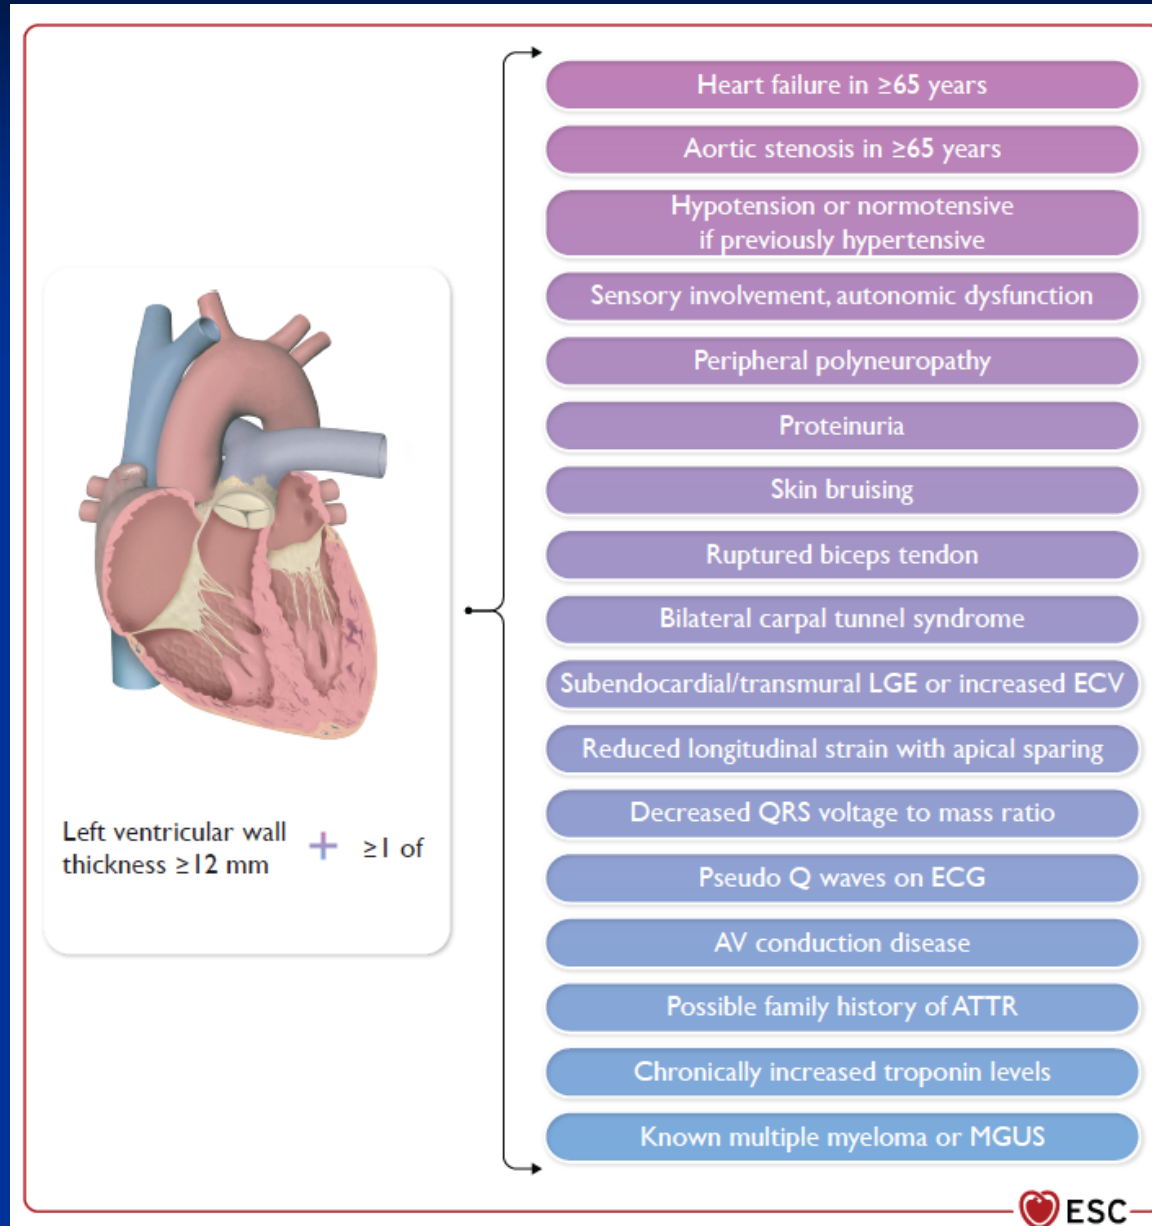 Heart failure in ≥65 years
Aortic stenosis in ≥65 years
Hypotension or normotensive
if previously hypertensive
Sensory involvement, autonomic dysfunction
Peripheral polyneuropathy
Proteinuria
Skin bruising
Ruptured biceps tendon
Bilateral carpal tunnel syndrome
Subendocardial/transmural LGE or increased ECV
Reduced longitudinal strain with apical sparing
Decreased QRS voltage to mass ratio
Pseudo Q waves on ECG
AV conduction disease
Possible family history of ATTR
Chronically increased troponin levels
Known multiple myeloma or MGUS
Left ventricular wall
thickness ≥12 mm + ≥1 of
ESC